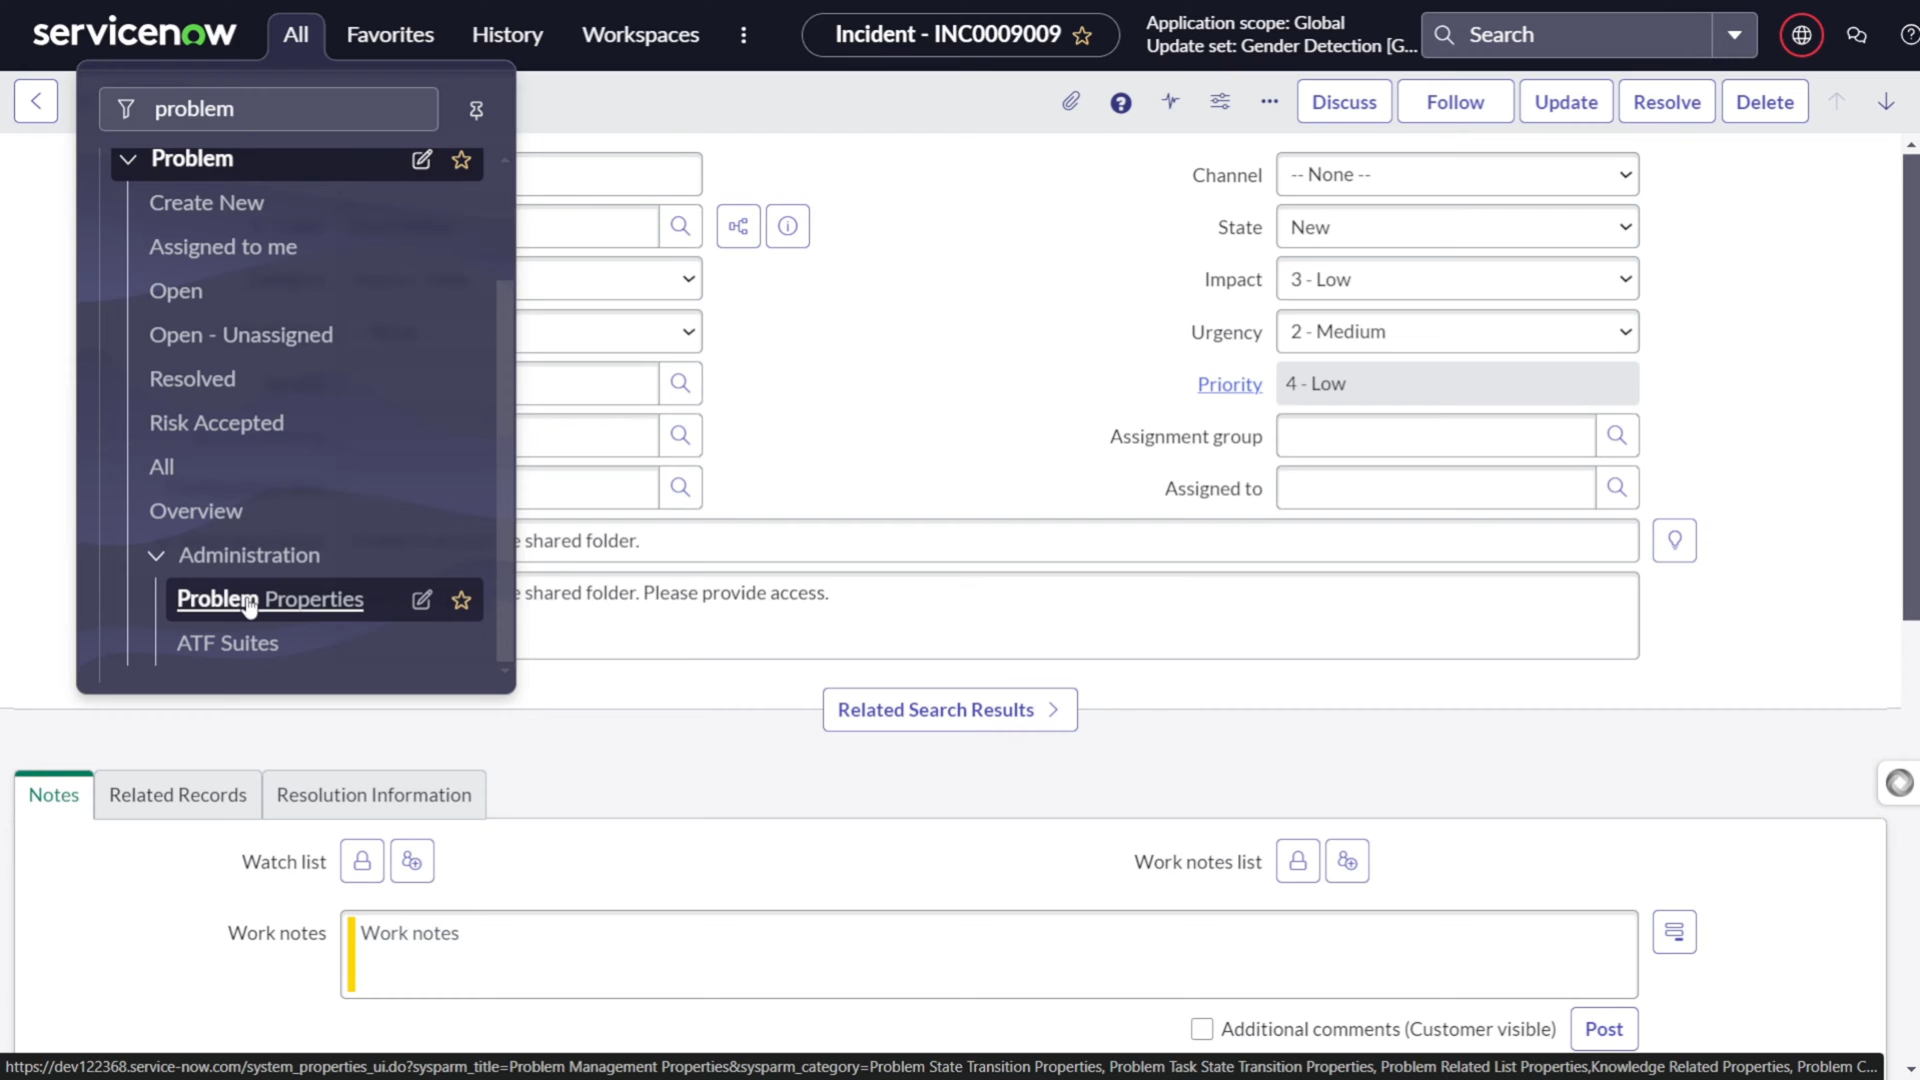 servicenow
All
Favorites
History
Workspaces
Incident - INC0009009
Application scope: Global
Update set: Gender Detection [G...
Search
problem
Discuss
Follow
Update
Resolve
Delete
Problem
Create New
Assigned to me
Open
Open - Unassigned
Resolved
Risk Accepted
All
Overview
Administration
Problem Properties
ATF Suites
Channel
-- None --
State
New
Impact
3 - Low
Urgency
2 - Medium
Priority
4 - Low
Assignment group
Assigned to
e shared folder.
e shared folder. Please provide access.
Related Search Results
Notes
Related Records
Resolution Information
Watch list
Work notes list
Work notes
Work notes
Additional comments (Customer visible)
Post
https://dev122368.service-now.com/system_properties_ui.do?sysparm_title=Problem Management Properties&sysparm_category=Problem State Transition Properties, Problem Task State Transition Properties, Problem Related List Properties,Knowledge Related Properties, Problem C...